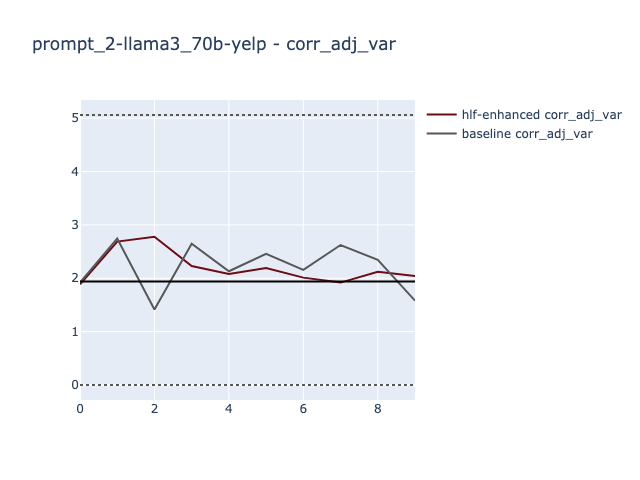 prompt_2-llama3_70b-yelp - corr_adj_var
hlf-enhanced corr_adj_var
baseline corr_adj_var
5
4
3
2
1
0
0 2 4 6 8